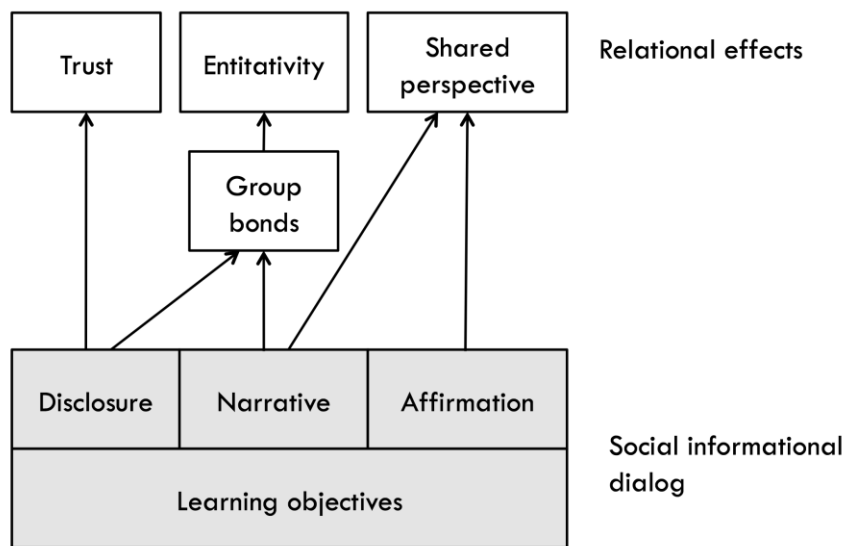 Trust
Entitativity
Shared
perspective
Relational effects
Group
bonds
Disclosure
Narrative
Affirmation
Social informational
dialog
Learning objectives